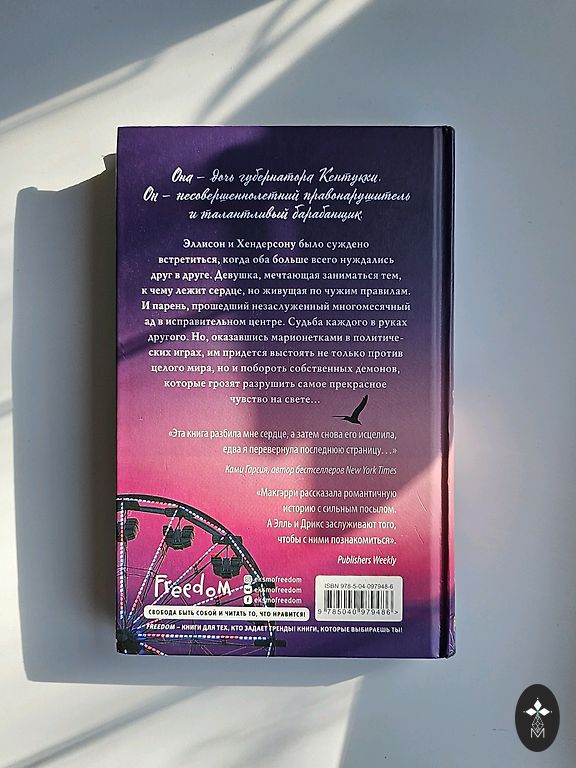 Она – дочь губернатора Кентукки.
Он – несовершеннолетний правонарушитель
и талантливый барабанщик.
Эллисон и Хендерсону было суждено
встретиться, когда оба больше всего нуждались
друг в друге. Девушка, мечтающая заниматься тем,
к чему лежит сердце, но живущая по чужим правилам.
И парень, прошедший незаслуженный многомесячный
ад в исправительном центре. Судьба каждого в руках
другого. Но, оказавшись марионетками в политиче-
ских играх, им придется выстоять не только против
целого мира, но и побороть собственных демонов,
которые грозят разрушить самое прекрасное
чувство на свете...
«Эта книга разбила мне сердце, а затем снова его исцелила,
едва я перевернула последнюю страницу...»
Ками Гарсия, автор бестселлеров New York Times
«Макгэрри рассказала романтичную
историю с сильным посылом.
А Элль и Дрикс заслуживают того,
чтобы с ними познакомиться».
Publishers Weekly
Freedom
eksmofreedom
eksmofreedom
eksmofreedom
СВОБОДА БЫТЬ СОБОЙ И ЧИТАТЬ ТО, ЧТО НРАВИТСЯ!
FREEDOM – КНИГИ ДЛЯ ТЕХ, КТО ЗАДАЕТ ТРЕНДЫ! КНИГИ, КОТОРЫЕ ВЫБИРАЕШЬ ТЫ!
ISBN 978-5-04-097948-6
9 785040 979486 >
M